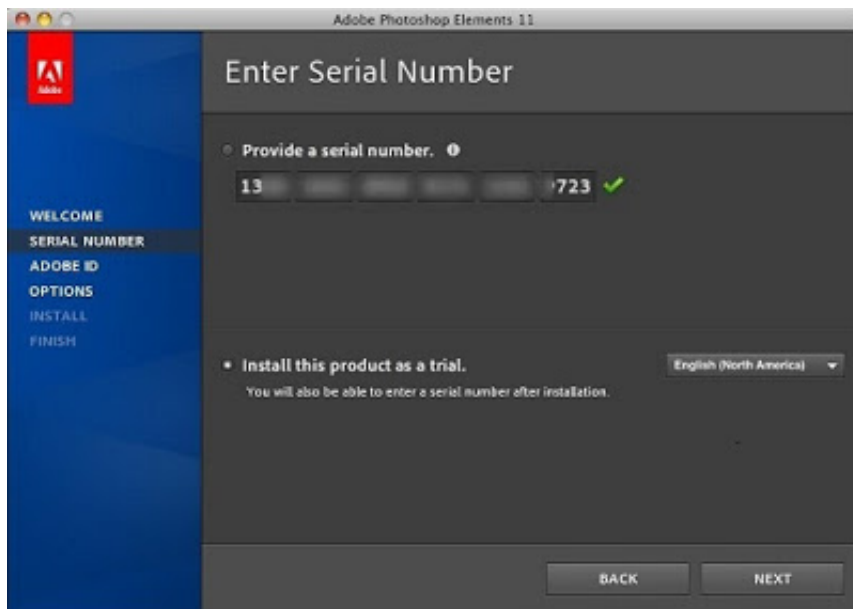 Adobe Photoshop Elements 11
Adobe
Enter Serial Number
Provide a serial number.
13 723
WELCOME
SERIAL NUMBER
ADOBE ID
OPTIONS
INSTALL
FINISH
Install this product as a trial.
English (North America)
You will also be able to enter a serial number after installation.
BACK
NEXT